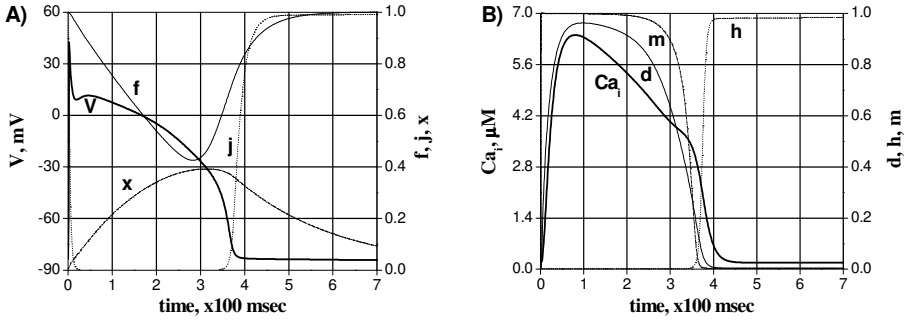 A)
60
30
0
-30
-60
-90
V, mV
0 1 2 3 4 5 6 7
time, x100 msec
1.0
0.8
0.6
0.4
0.2
0.0
f, j, x
f
V
j
x
B)
7.0
5.6
4.2
2.8
1.4
0.0
Cai, μM
0 1 2 3 4 5 6 7
time, x100 msec
1.0
0.8
0.6
0.4
0.2
0.0
d, h, m
m
h
d
Cai